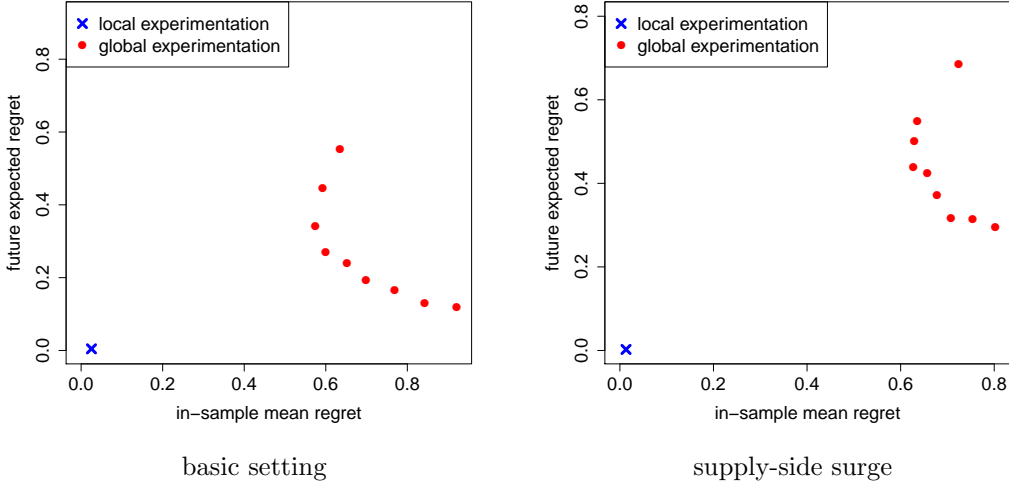 local experimentation
global experimentation
future expected regret
0.8
0.6
0.4
0.2
0.0
0.0 0.2 0.4 0.6 0.8
in−sample mean regret
basic setting
local experimentation
global experimentation
future expected regret
0.8
0.6
0.4
0.2
0.0
0.0 0.2 0.4 0.6 0.8
in−sample mean regret
supply-side surge